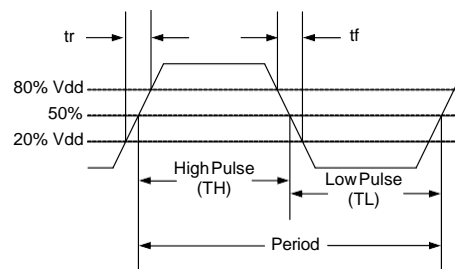 tr
tf
80% Vdd
50%
20% Vdd
High Pulse
(TH)
Low Pulse
(TL)
Period